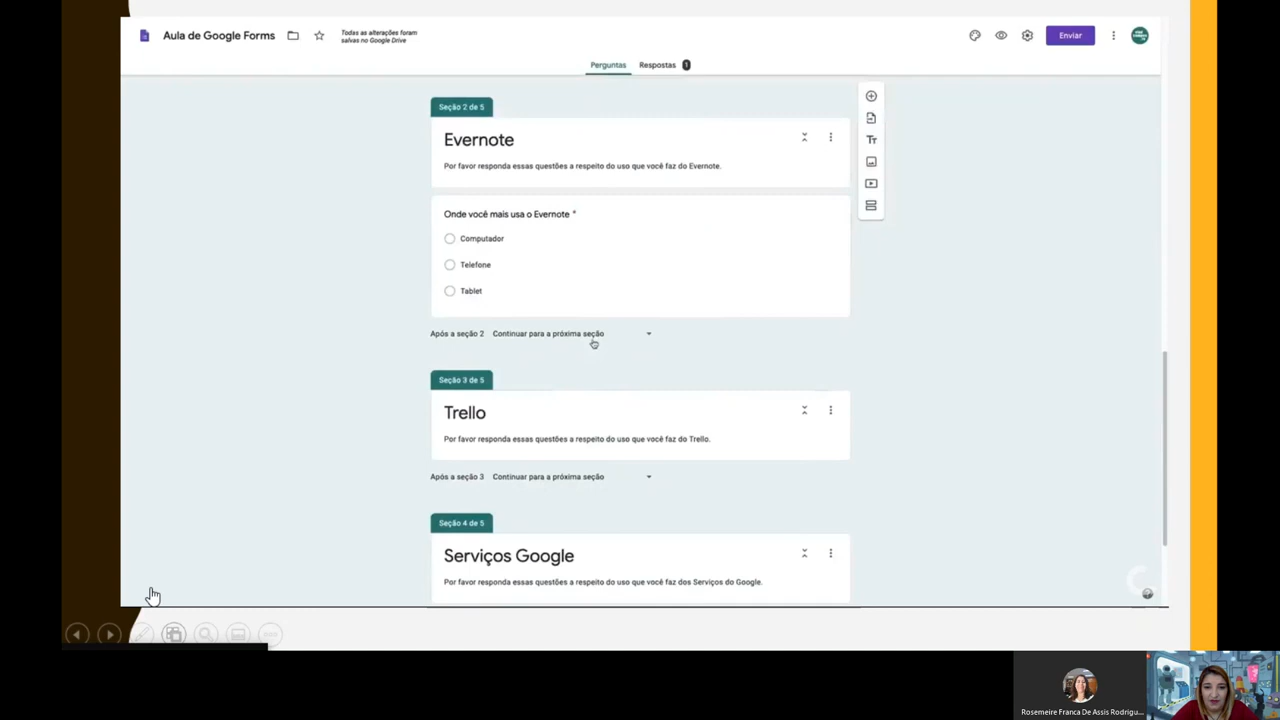 Aula de Google Forms
Todas as alterações foram
salvas no Google Drive
Enviar
Perguntas
Respostas 1
Seção 2 de 5
Evernote
Por favor responda essas questões a respeito do uso que você faz do Evernote.
Onde você mais usa o Evernote *
Computador
Telefone
Tablet
Após a seção 2 Continuar para a próxima seção
Seção 3 de 5
Trello
Por favor responda essas questões a respeito do uso que você faz do Trello.
Após a seção 3 Continuar para a próxima seção
Seção 4 de 5
Serviços Google
Por favor responda essas questões a respeito do uso que você faz dos Serviços do Google.
Tт
Rosemeire Franca De Assis Rodrigu...